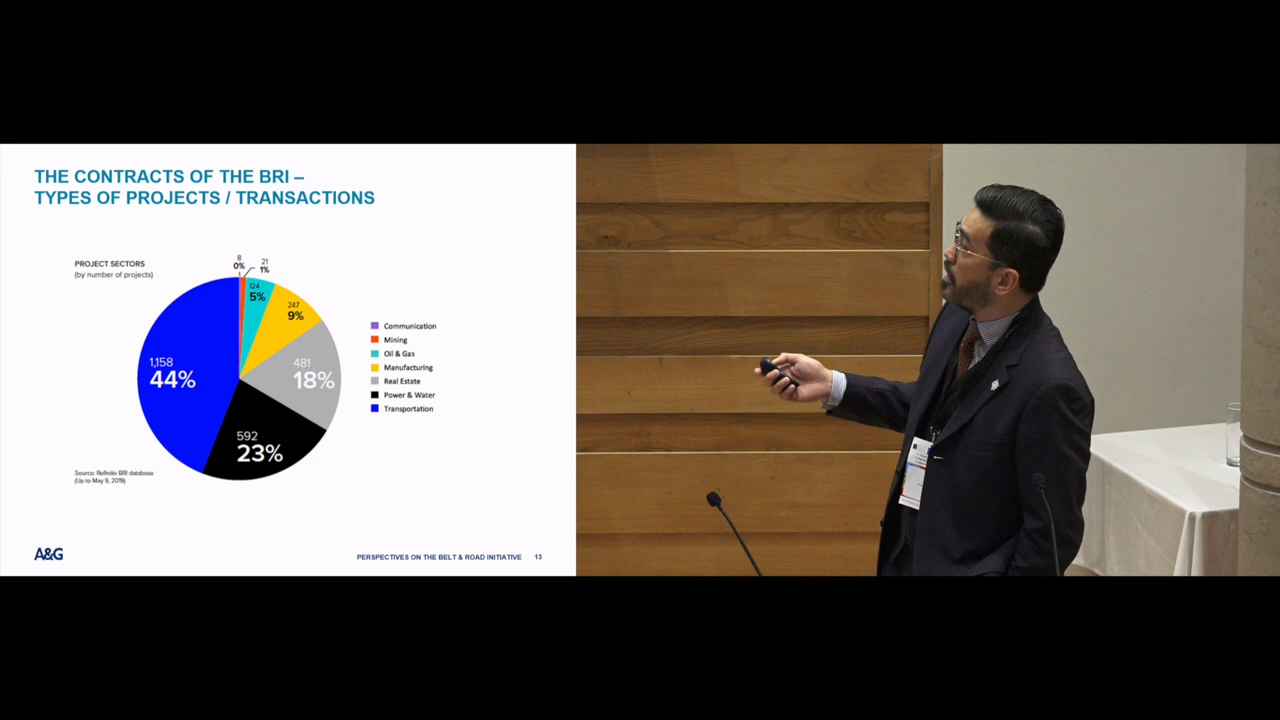 THE CONTRACTS OF THE BRI –
TYPES OF PROJECTS / TRANSACTIONS
PROJECT SECTORS
(by number of projects)
8
0%
21
1%
124
5%
247
9%
481
18%
592
23%
1,158
44%
Communication
Mining
Oil & Gas
Manufacturing
Real Estate
Power & Water
Transportation
Source: Refinitiv BRI database
(Up to May 9, 2019)
A&G
PERSPECTIVES ON THE BELT & ROAD INITIATIVE 13